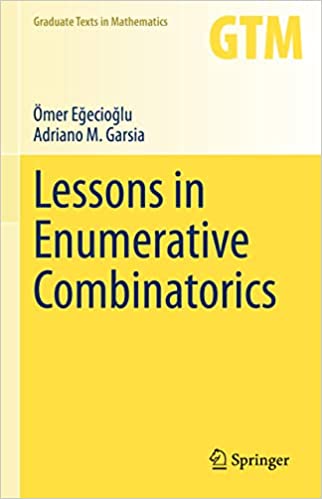 Graduate Texts in Mathematics
GTM
Ömer Eğecioğlu
Adriano M. Garsia
Lessons in
Enumerative
Combinatorics
Springer